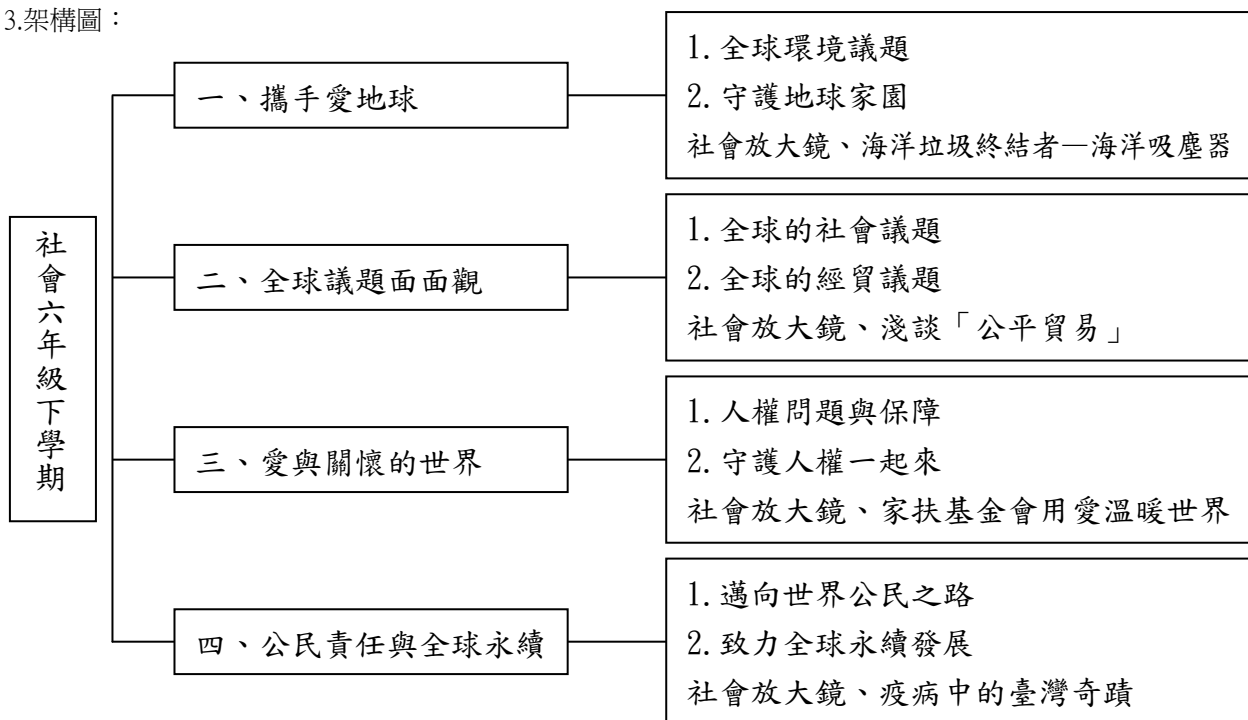 3.架構圖：
社會六年級下學期
一、攜手愛地球
1.全球環境議題
2.守護地球家園
社會放大鏡、海洋垃圾終結者—海洋吸塵器
二、全球議題面面觀
1.全球的社會議題
2.全球的經貿議題
社會放大鏡、淺談「公平貿易」
三、愛與關懷的世界
1.人權問題與保障
2.守護人權一起來
社會放大鏡、家扶基金會用愛溫暖世界
四、公民責任與全球永續
1.邁向世界公民之路
2.致力全球永續發展
社會放大鏡、疫病中的臺灣奇蹟